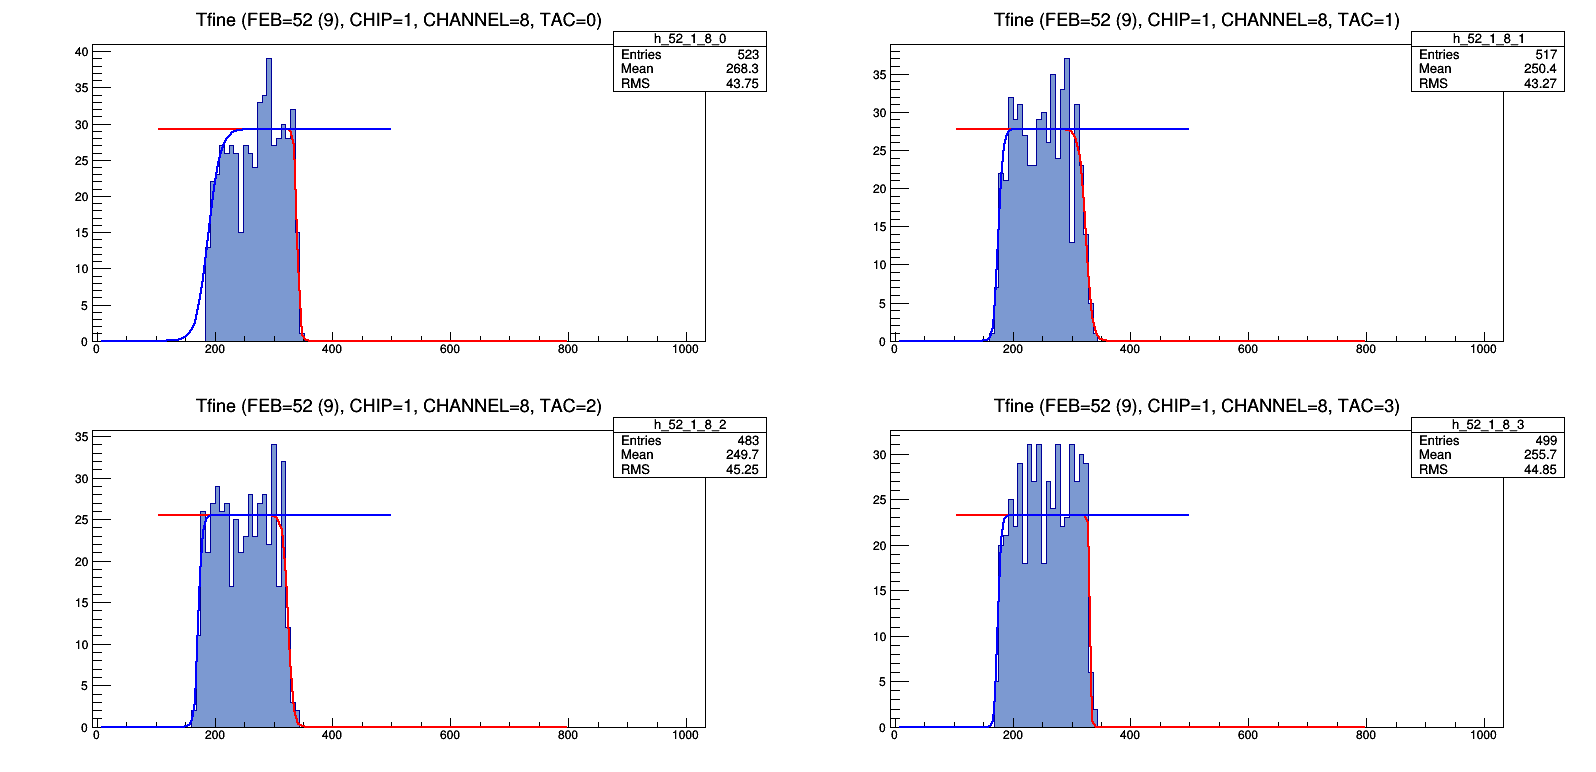 Tfine (FEB=52 (9), CHIP=1, CHANNEL=8, TAC=0)
h_52_1_8_0
Entries 523
Mean 268.3
RMS 43.75
40
35
30
25
20
15
10
5
0
0 200 400 600 800 1000
Tfine (FEB=52 (9), CHIP=1, CHANNEL=8, TAC=1)
h_52_1_8_1
Entries 517
Mean 250.4
RMS 43.27
35
30
25
20
15
10
5
0
0 200 400 600 800 1000
Tfine (FEB=52 (9), CHIP=1, CHANNEL=8, TAC=2)
h_52_1_8_2
Entries 483
Mean 249.7
RMS 45.25
35
30
25
20
15
10
5
0
0 200 400 600 800 1000
Tfine (FEB=52 (9), CHIP=1, CHANNEL=8, TAC=3)
h_52_1_8_3
Entries 499
Mean 255.7
RMS 44.85
30
25
20
15
10
5
0
0 200 400 600 800 1000